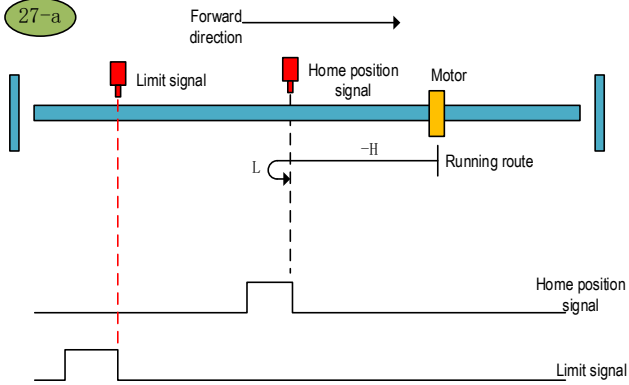 27-a
Forward
direction
Limit signal
Home position
signal
Motor
-H
L
Running route
Home position
signal
Limit signal